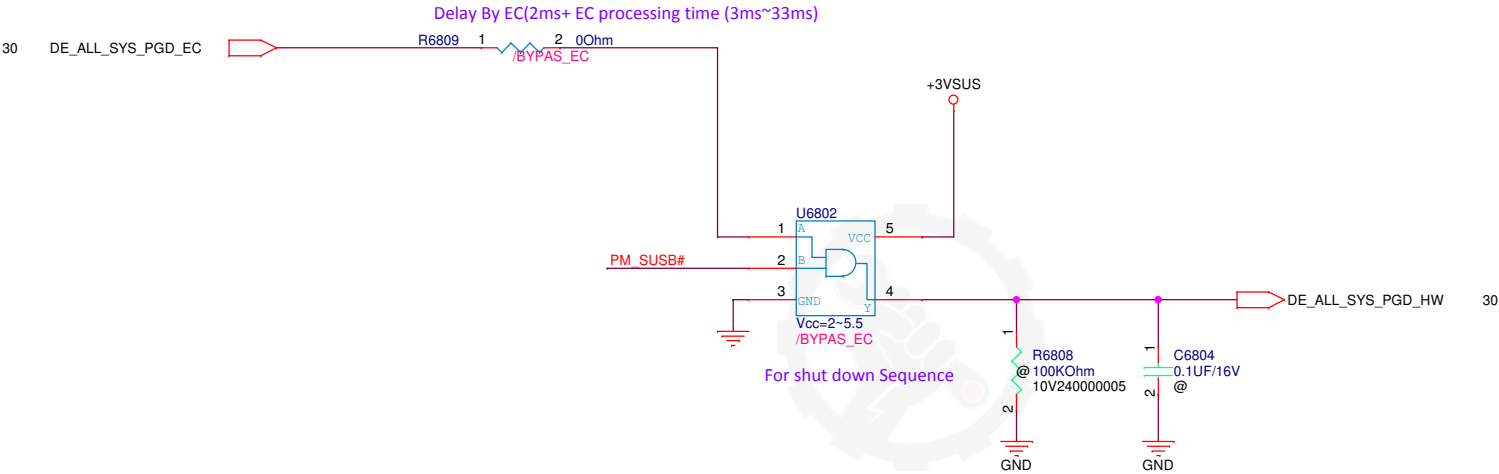 Delay By EC(2ms+ EC processing time (3ms~33ms)
30 DE_ALL_SYS_PGD_EC
R6809 1 2 0Ohm
/BYPAS_EC
+3VSUS
U6802
1 A VCC 5
PM_SUSB# 2 B
3 GND Y 4
DE_ALL_SYS_PGD_HW 30
Vcc=2~5.5
/BYPAS_EC
For shut down Sequence
1 R6808
@ 100KOhm
10V240000005
2
GND
1 C6804
0.1UF/16V
2 @
GND